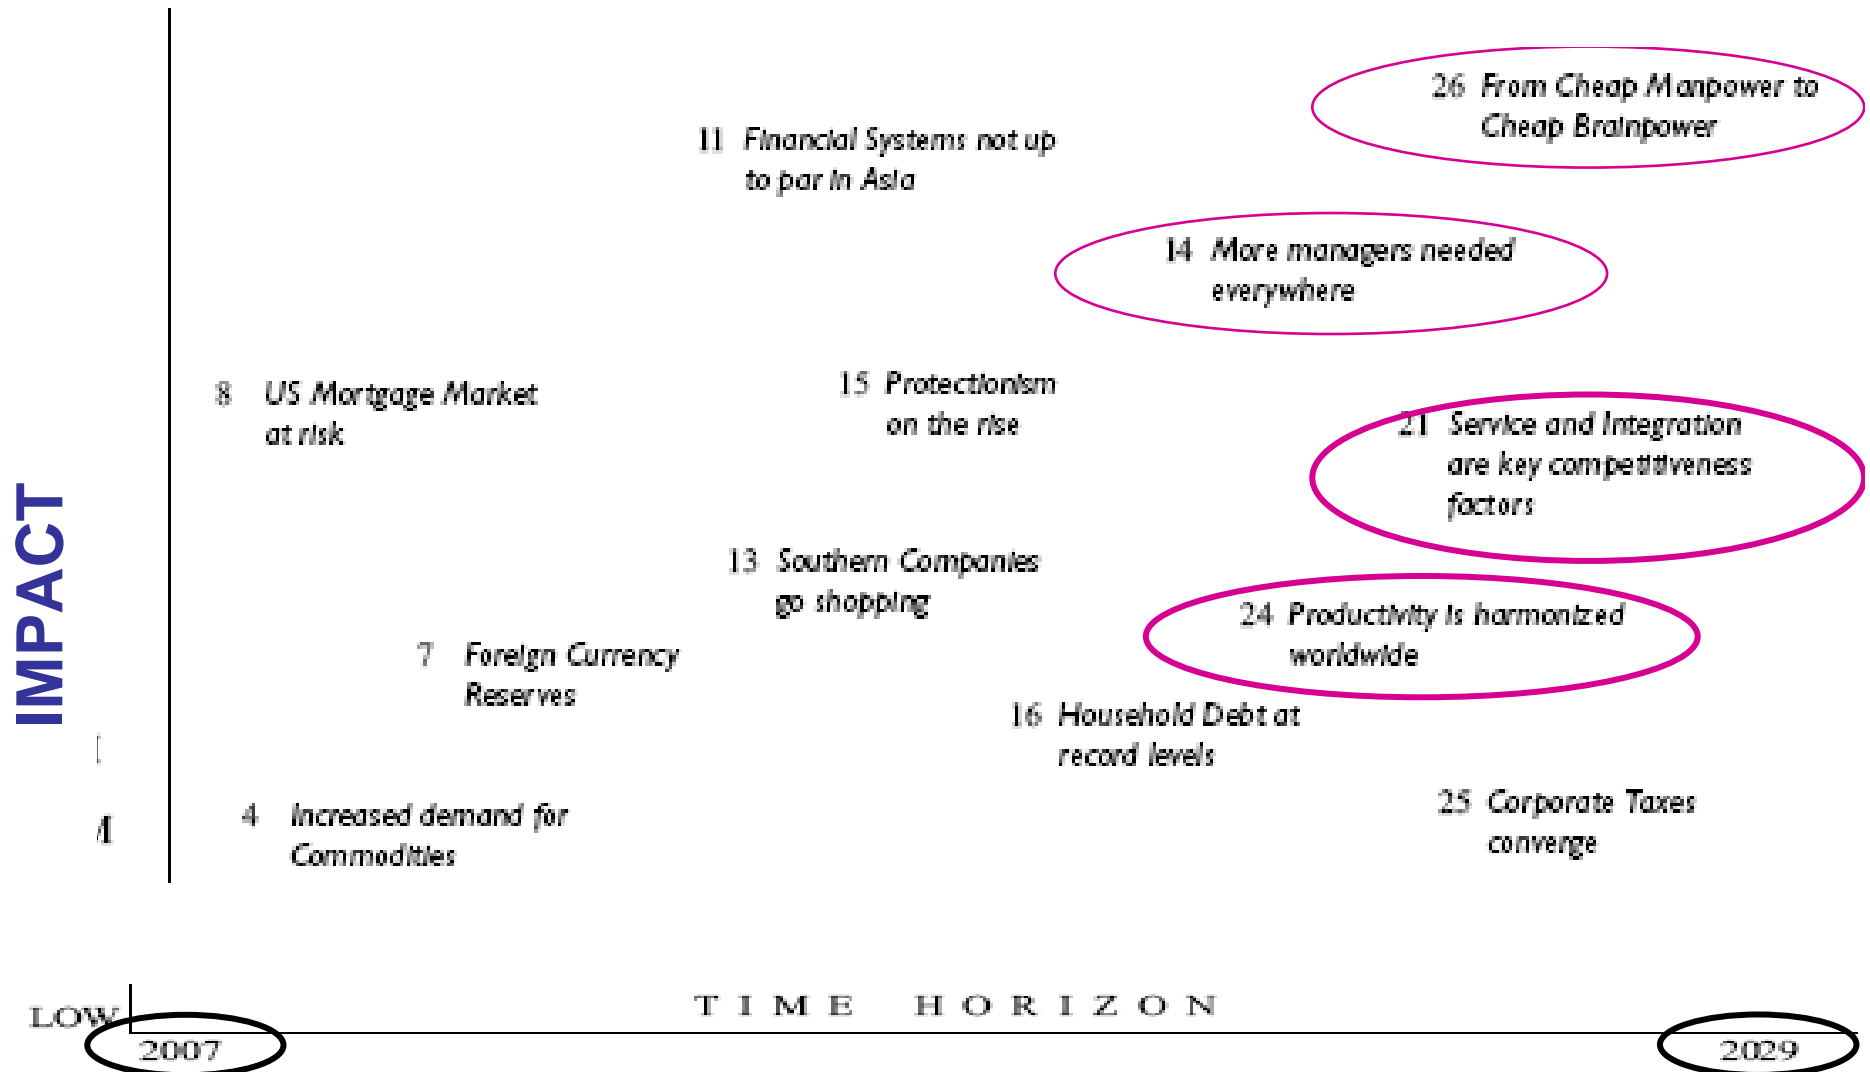 26 From Cheap Manpower to
Cheap Brainpower
11 Financial Systems not up
to par in Asia
14 More managers needed
everywhere
8 US Mortgage Market
at risk
15 Protectionism
on the rise
21 Service and Integration
are key competitiveness
factors
IMPACT
13 Southern Companies
go shopping
24 Productivity is harmonized
worldwide
7 Foreign Currency
Reserves
16 Household Debt at
record levels
4 Increased demand for
Commodities
25 Corporate Taxes
converge
LOW
TIME HORIZON
2007
2029